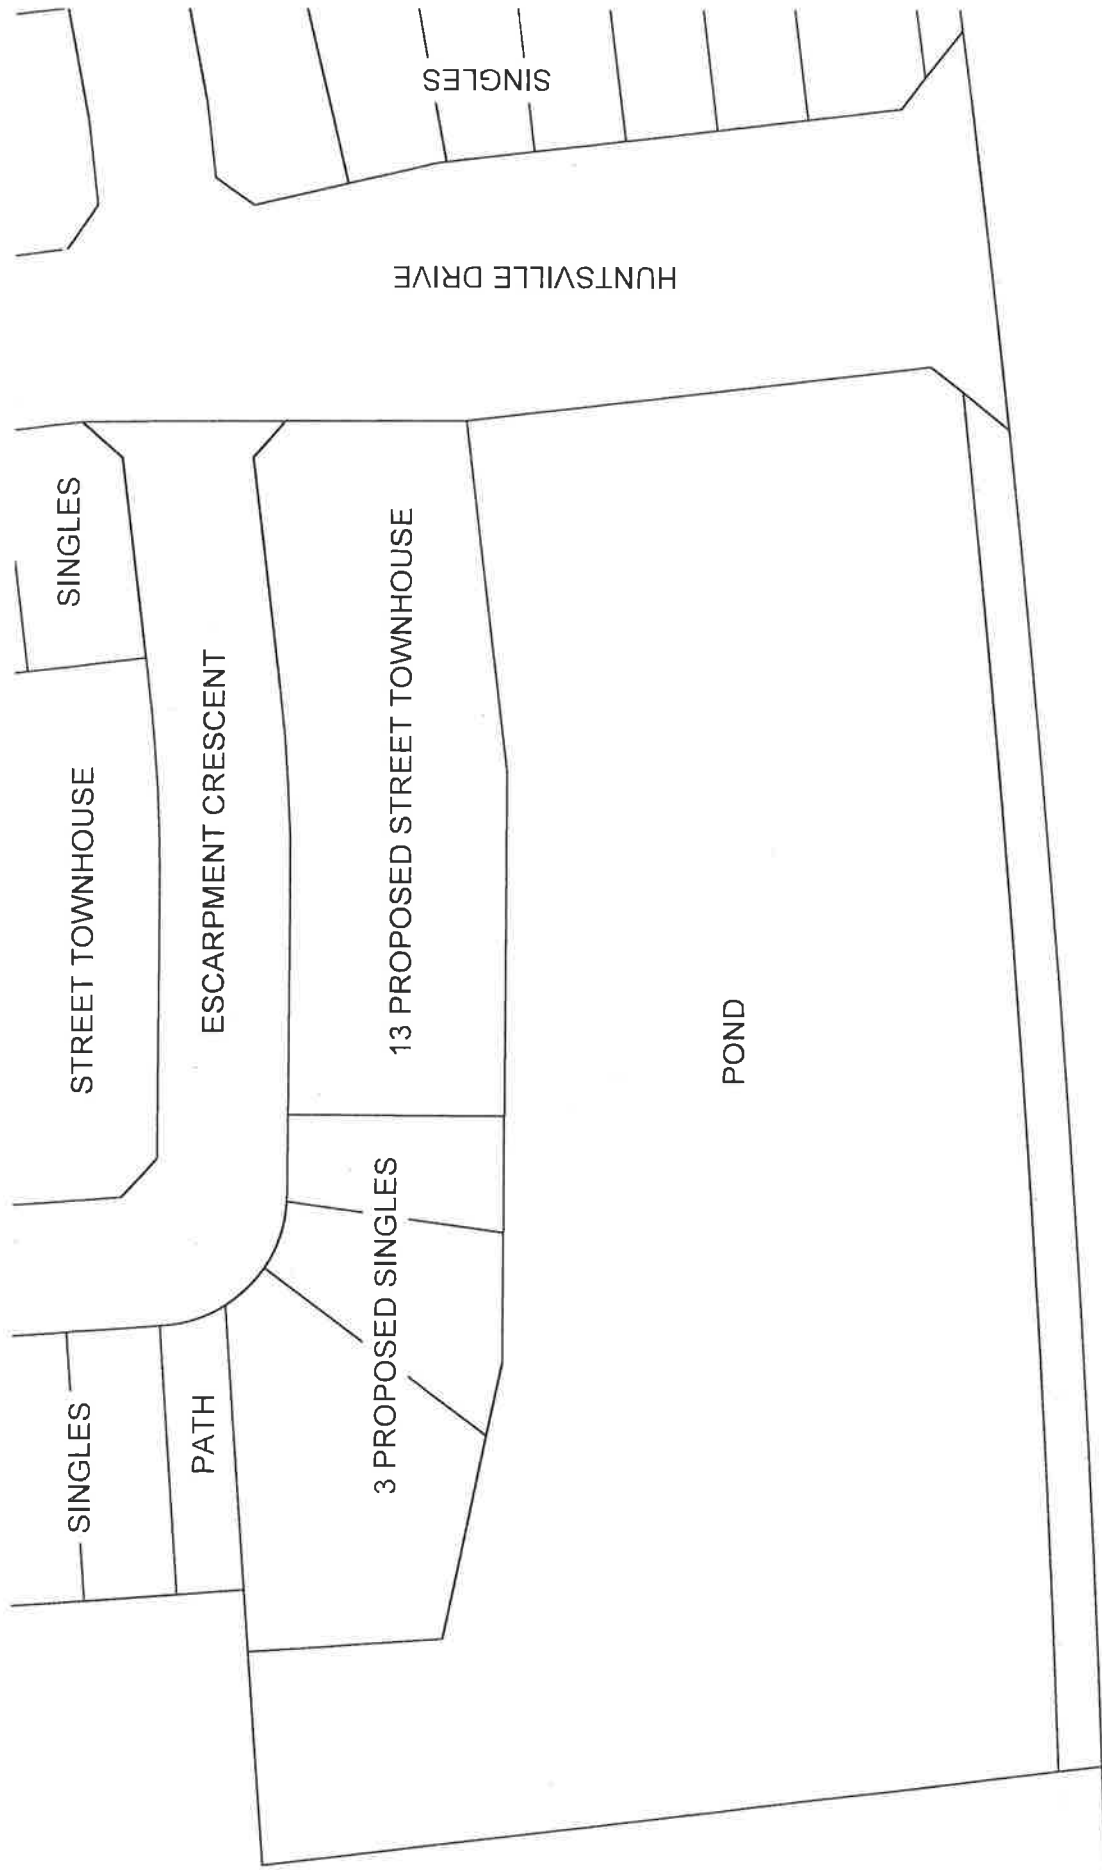 SINGLES
HUNTSVILLE DRIVE
SINGLES
STREET TOWNHOUSE
ESCARPMENT CRESCENT
13 PROPOSED STREET TOWNHOUSE
POND
3 PROPOSED SINGLES
SINGLES
PATH